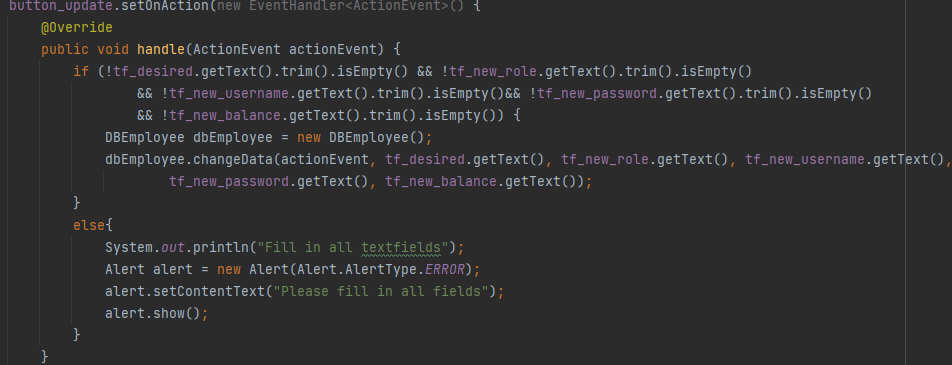 button_update.setOnAction(new EventHandler<ActionEvent>() {
@Override
public void handle(ActionEvent actionEvent) {
if (!tf_desired.getText().trim().isEmpty() && !tf_new_role.getText().trim().isEmpty()
&& !tf_new_username.getText().trim().isEmpty()&& !tf_new_password.getText().trim().isEmpty()
&& !tf_new_balance.getText().trim().isEmpty()) {
DBEmployee dbEmployee = new DBEmployee();
dbEmployee.changeData(actionEvent, tf_desired.getText(), tf_new_role.getText(), tf_new_username.getText(),
tf_new_password.getText(), tf_new_balance.getText());
}
else{
System.out.println("Fill in all textfields");
Alert alert = new Alert(Alert.AlertType.ERROR);
alert.setContentText("Please fill in all fields");
alert.show();
}
}